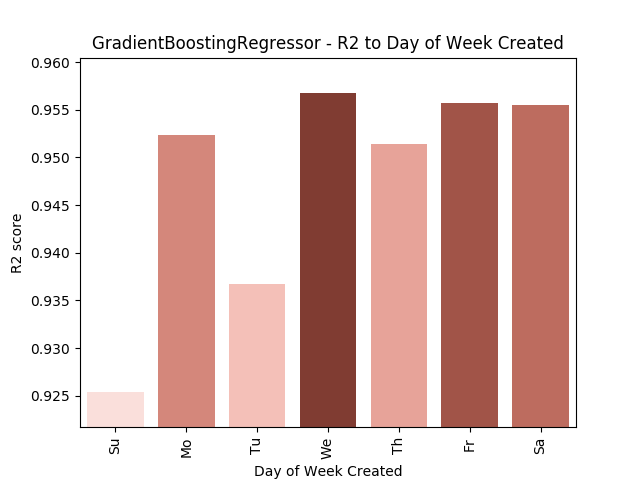 GradientBoostingRegressor - R2 to Day of Week Created
0.960
0.955
0.950
0.945
0.940
0.935
0.930
0.925
R2 score
Su
Mo
Tu
We
Th
Fr
Sa
Day of Week Created